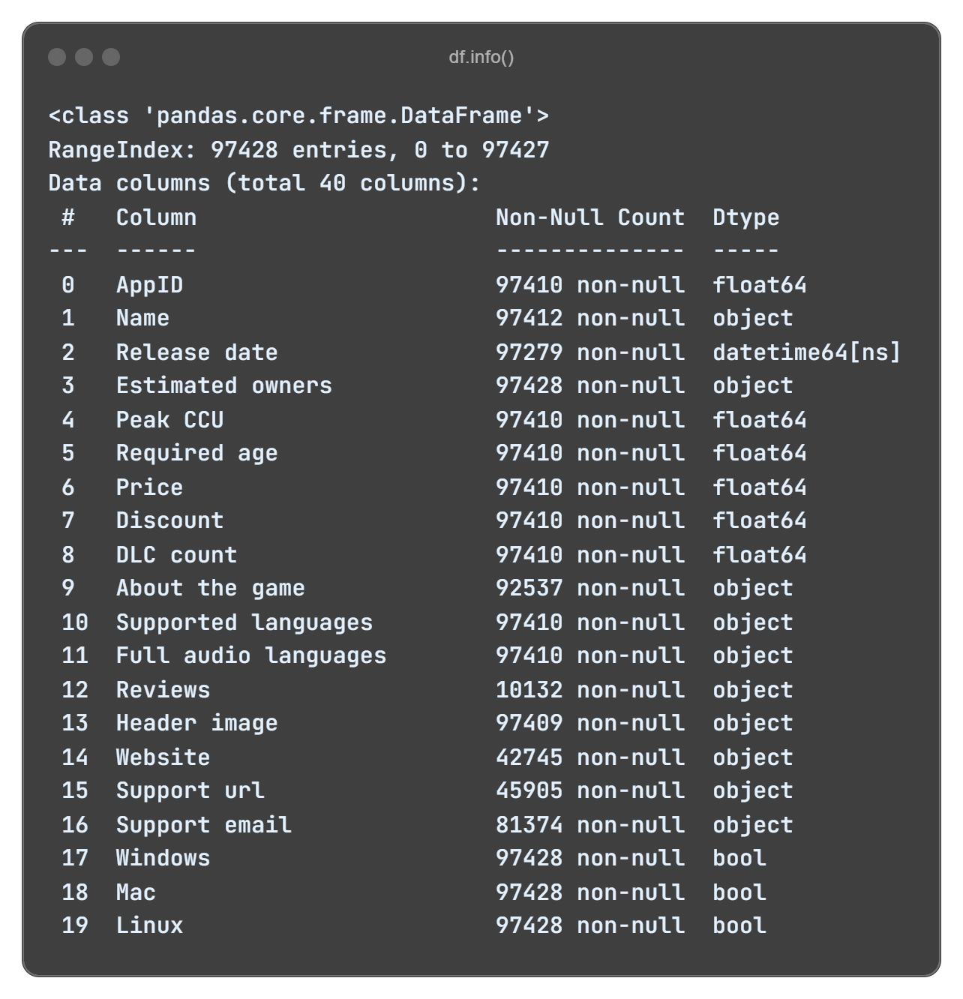 df.info()
<class 'pandas.core.frame.DataFrame'>
RangeIndex: 97428 entries, 0 to 97427
Data columns (total 40 columns):
 #   Column                      Non-Null Count  Dtype
---  ------                      --------------  -----
 0   AppID                       97410 non-null  float64
 1   Name                        97412 non-null  object
 2   Release date                97279 non-null  datetime64[ns]
 3   Estimated owners            97428 non-null  object
 4   Peak CCU                    97410 non-null  float64
 5   Required age                97410 non-null  float64
 6   Price                       97410 non-null  float64
 7   Discount                    97410 non-null  float64
 8   DLC count                   97410 non-null  float64
 9   About the game              92537 non-null  object
 10  Supported languages         97410 non-null  object
 11  Full audio languages        97410 non-null  object
 12  Reviews                     10132 non-null  object
 13  Header image                97409 non-null  object
 14  Website                     42745 non-null  object
 15  Support url                 45905 non-null  object
 16  Support email               81374 non-null  object
 17  Windows                     97428 non-null  bool
 18  Mac                         97428 non-null  bool
 19  Linux                       97428 non-null  bool